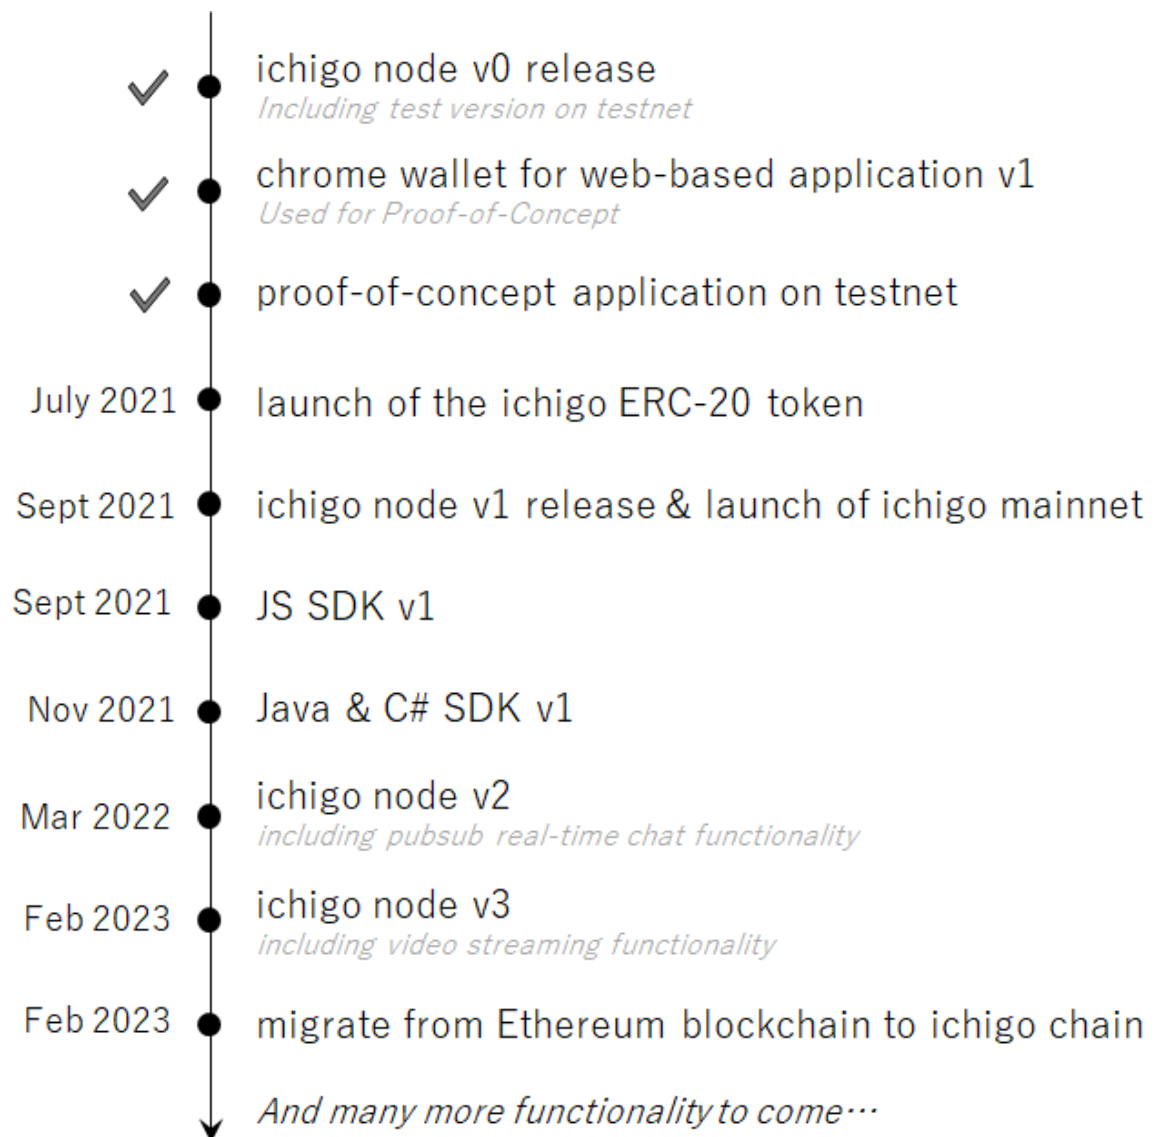 ichigo node v0 release
Including test version on testnet
chrome wallet for web-based application v1
Used for Proof-of-Concept
proof-of-concept application on testnet
July 2021 launch of the ichigo ERC-20 token
Sept 2021 ichigo node v1 release & launch of ichigo mainnet
Sept 2021 JS SDK v1
Nov 2021 Java & C# SDK v1
Mar 2022 ichigo node v2
including pubsub real-time chat functionality
Feb 2023 ichigo node v3
including video streaming functionality
Feb 2023 migrate from Ethereum blockchain to ichigo chain
And many more functionality to come…